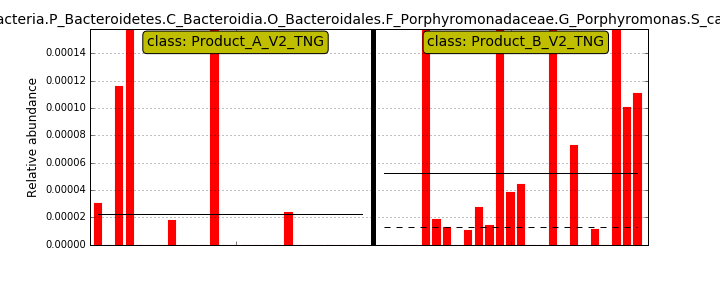 acteria.P_Bacteroidetes.C_Bacteroidia.O_Bacteroidales.F_Porphyromonadaceae.G_Porphyromonas.S_ca
class: Product_A_V2_TNG
class: Product_B_V2_TNG
0.00014
0.00012
0.00010
0.00008
0.00006
0.00004
0.00002
0.00000
Relative abundance